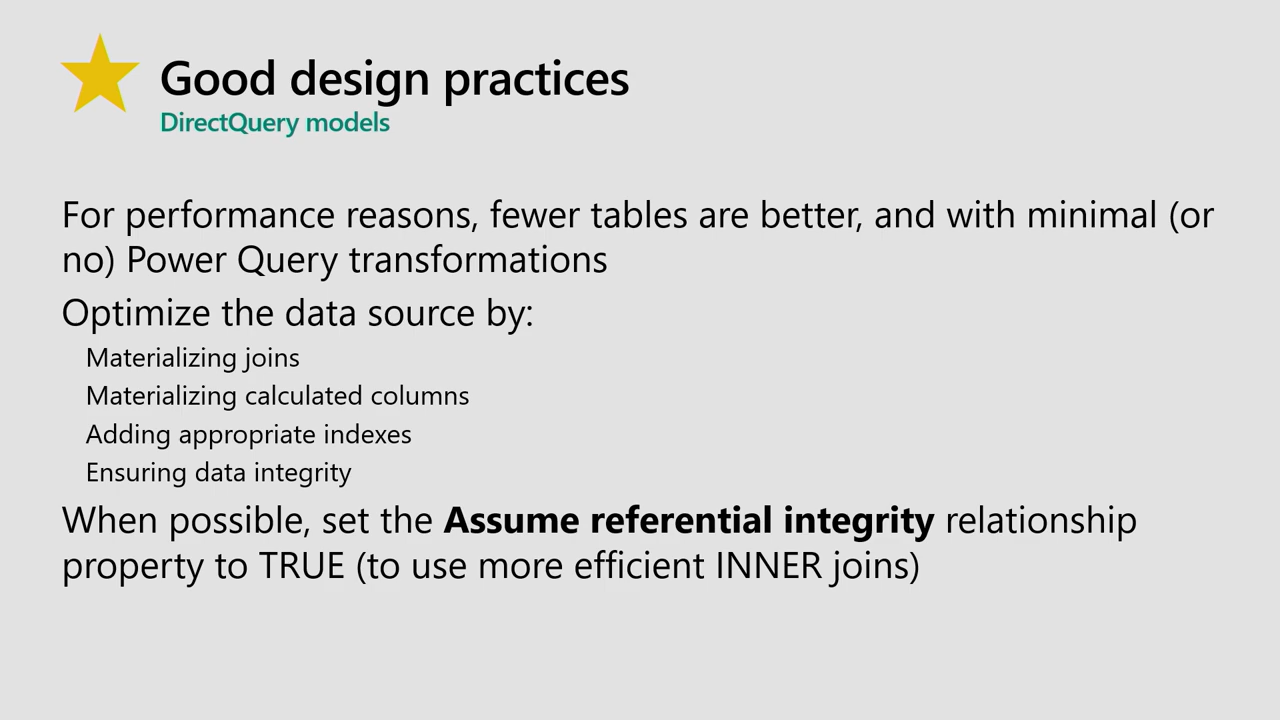 Good design practices
DirectQuery models
For performance reasons, fewer tables are better, and with minimal (or
no) Power Query transformations
Optimize the data source by:
Materializing joins
Materializing calculated columns
Adding appropriate indexes
Ensuring data integrity
When possible, set the Assume referential integrity relationship
property to TRUE (to use more efficient INNER joins)